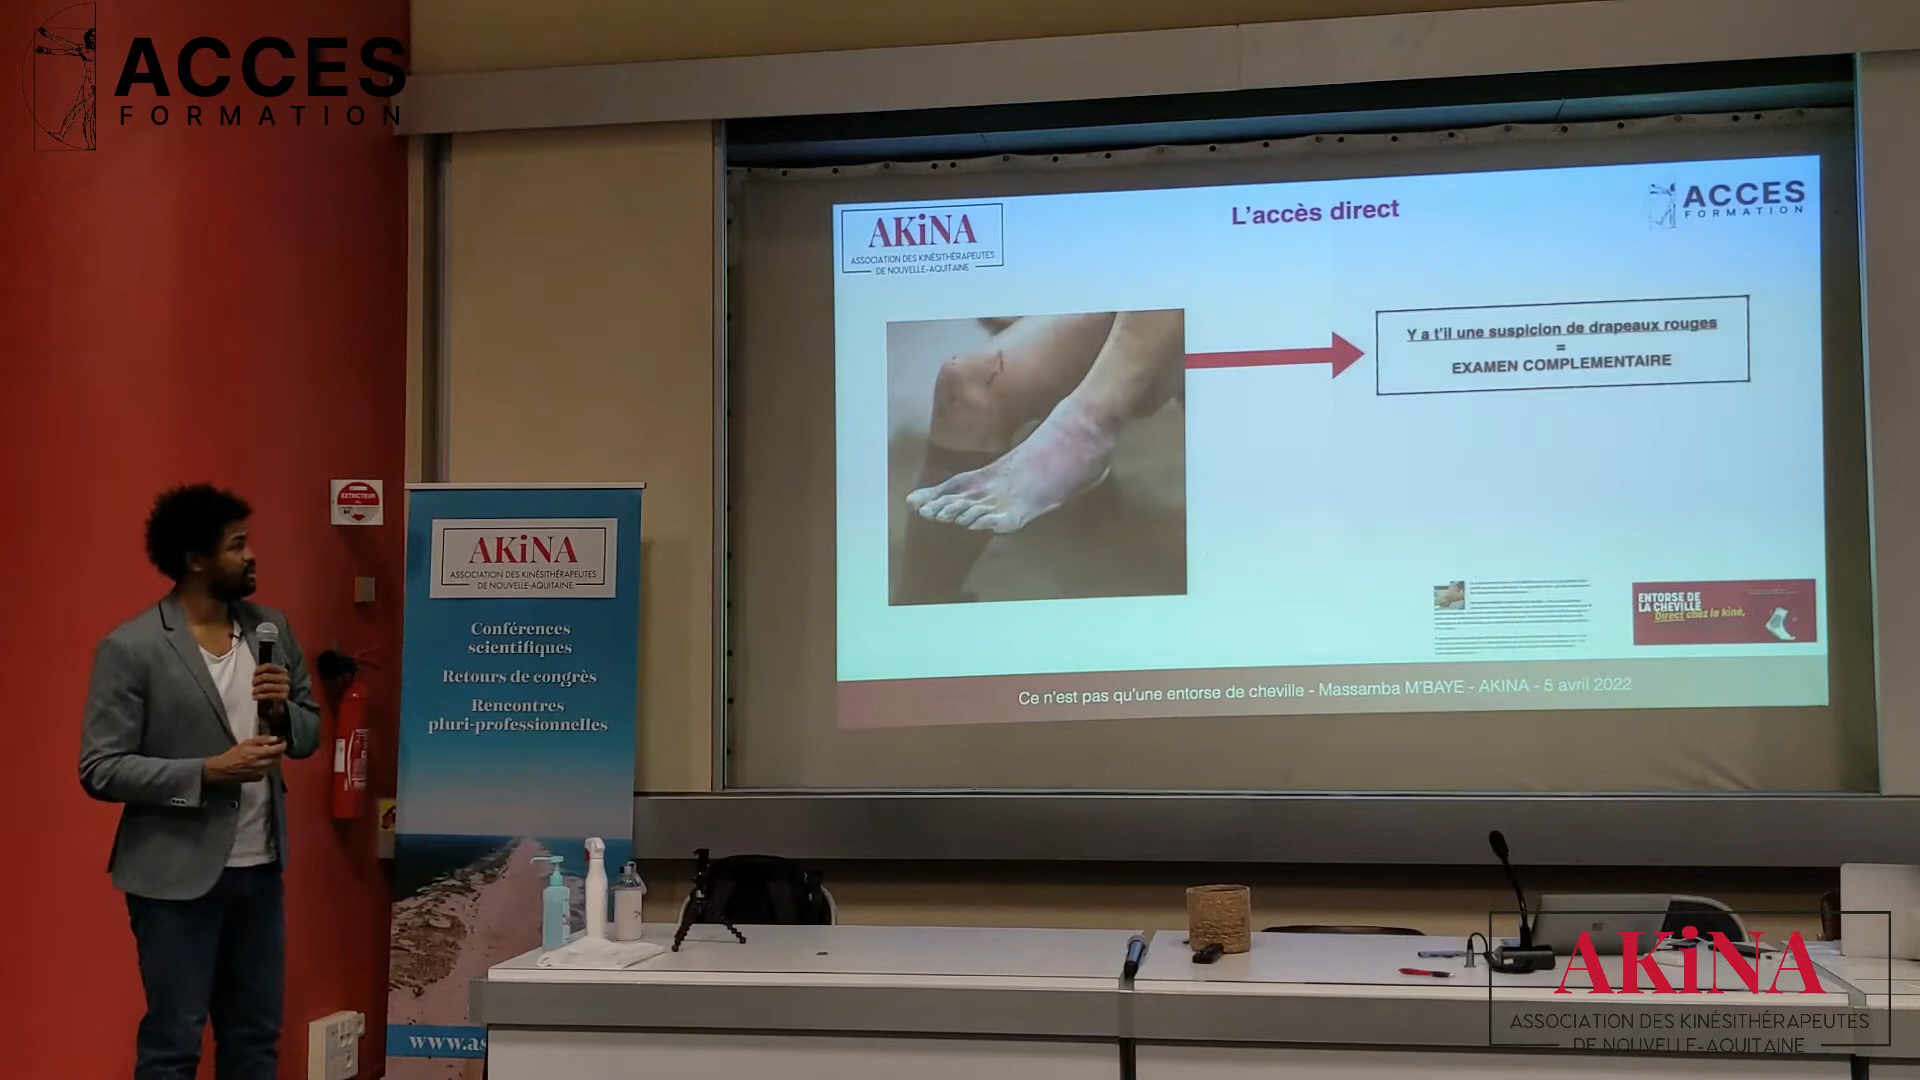 ACCES
FORMATION
AKiNA
ASSOCIATION DES KINÉSITHÉRAPEUTES
DE NOUVELLE-AQUITAINE
L'accès direct
ACCES
FORMATION
Y a t'il une suspicion de drapeaux rouges
=
EXAMEN COMPLEMENTAIRE
ENTORSE DE
LA CHEVILLE
Direct chez le kiné.
Ce n'est pas qu'une entorse de cheville - Massamba M'BAYE - AKINA - 5 avril 2022
EXTINCTEUR
AKiNA
ASSOCIATION DES KINÉSITHÉRAPEUTES
DE NOUVELLE-AQUITAINE
Conférences
scientifiques
Retours de congrès
Rencontres
pluri-professionnelles
www.as
AKiNA
ASSOCIATION DES KINÉSITHÉRAPEUTES
DE NOUVELLE-AQUITAINE